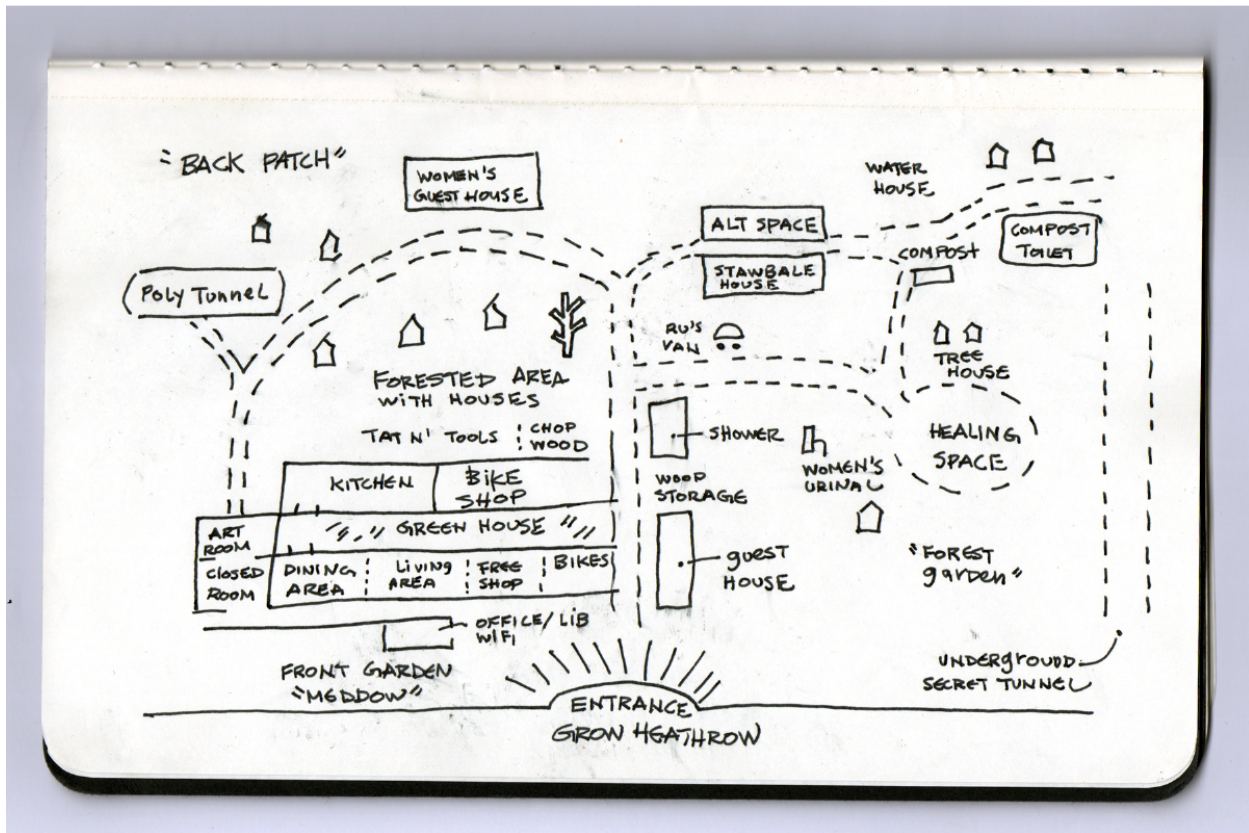 "BACK PATCH"
WOMEN'S
GUEST HOUSE
WATER
HOUSE
ALT SPACE
COMPOST
TOILET
COMPOST
STAWBALE
HOUSE
POLY TUNNEL
RU'S
VAN
TREE
HOUSE
FORESTED AREA
WITH HOUSES
TAT N' TOOLS
CHOP
WOOD
SHOWER
HEALING
SPACE
KITCHEN
BIKE
SHOP
WOOD
STORAGE
WOMEN'S
URINAL
GREEN HOUSE
ART
ROOM
CLOSED
ROOM
DINING
AREA
LIVING
AREA
FREE
SHOP
BIKES
GUEST
HOUSE
"FOREST
garden"
OFFICE/LIB
WIFI
FRONT GARDEN
"MEDDOW"
UNDERGROUDD
SECRET TUNNEL
ENTRANCE
GROW HEATHROW